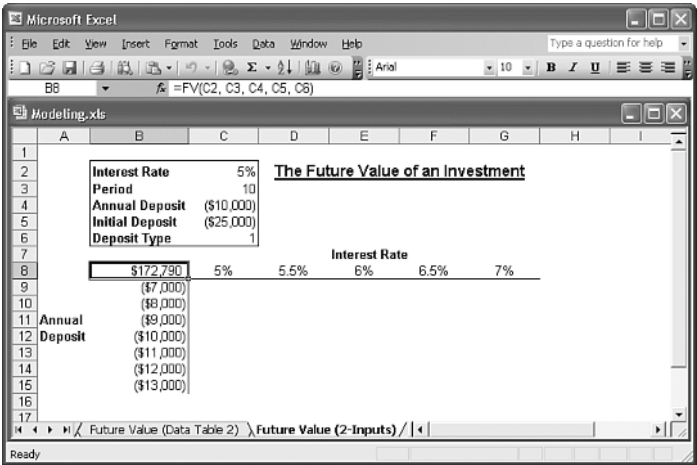 Microsoft Excel
File Edit View Insert Format Tools Data Window Help Type a question for help
Arial 10 B I U
B8 fx =FV(C2, C3, C4, C5, C6)
Modeling.xls
A B C D E F G H I
1
2 Interest Rate 5% The Future Value of an Investment
3 Period 10
4 Annual Deposit ($10,000)
5 Initial Deposit ($25,000)
6 Deposit Type 1
7 Interest Rate
8 $172,790 5% 5.5% 6% 6.5% 7%
9 ($7,000)
10 ($8,000)
11 Annual ($9,000)
12 Deposit ($10,000)
13 ($11,000)
14 ($12,000)
15 ($13,000)
16
17
Future Value (Data Table 2) Future Value (2-Inputs)
Ready